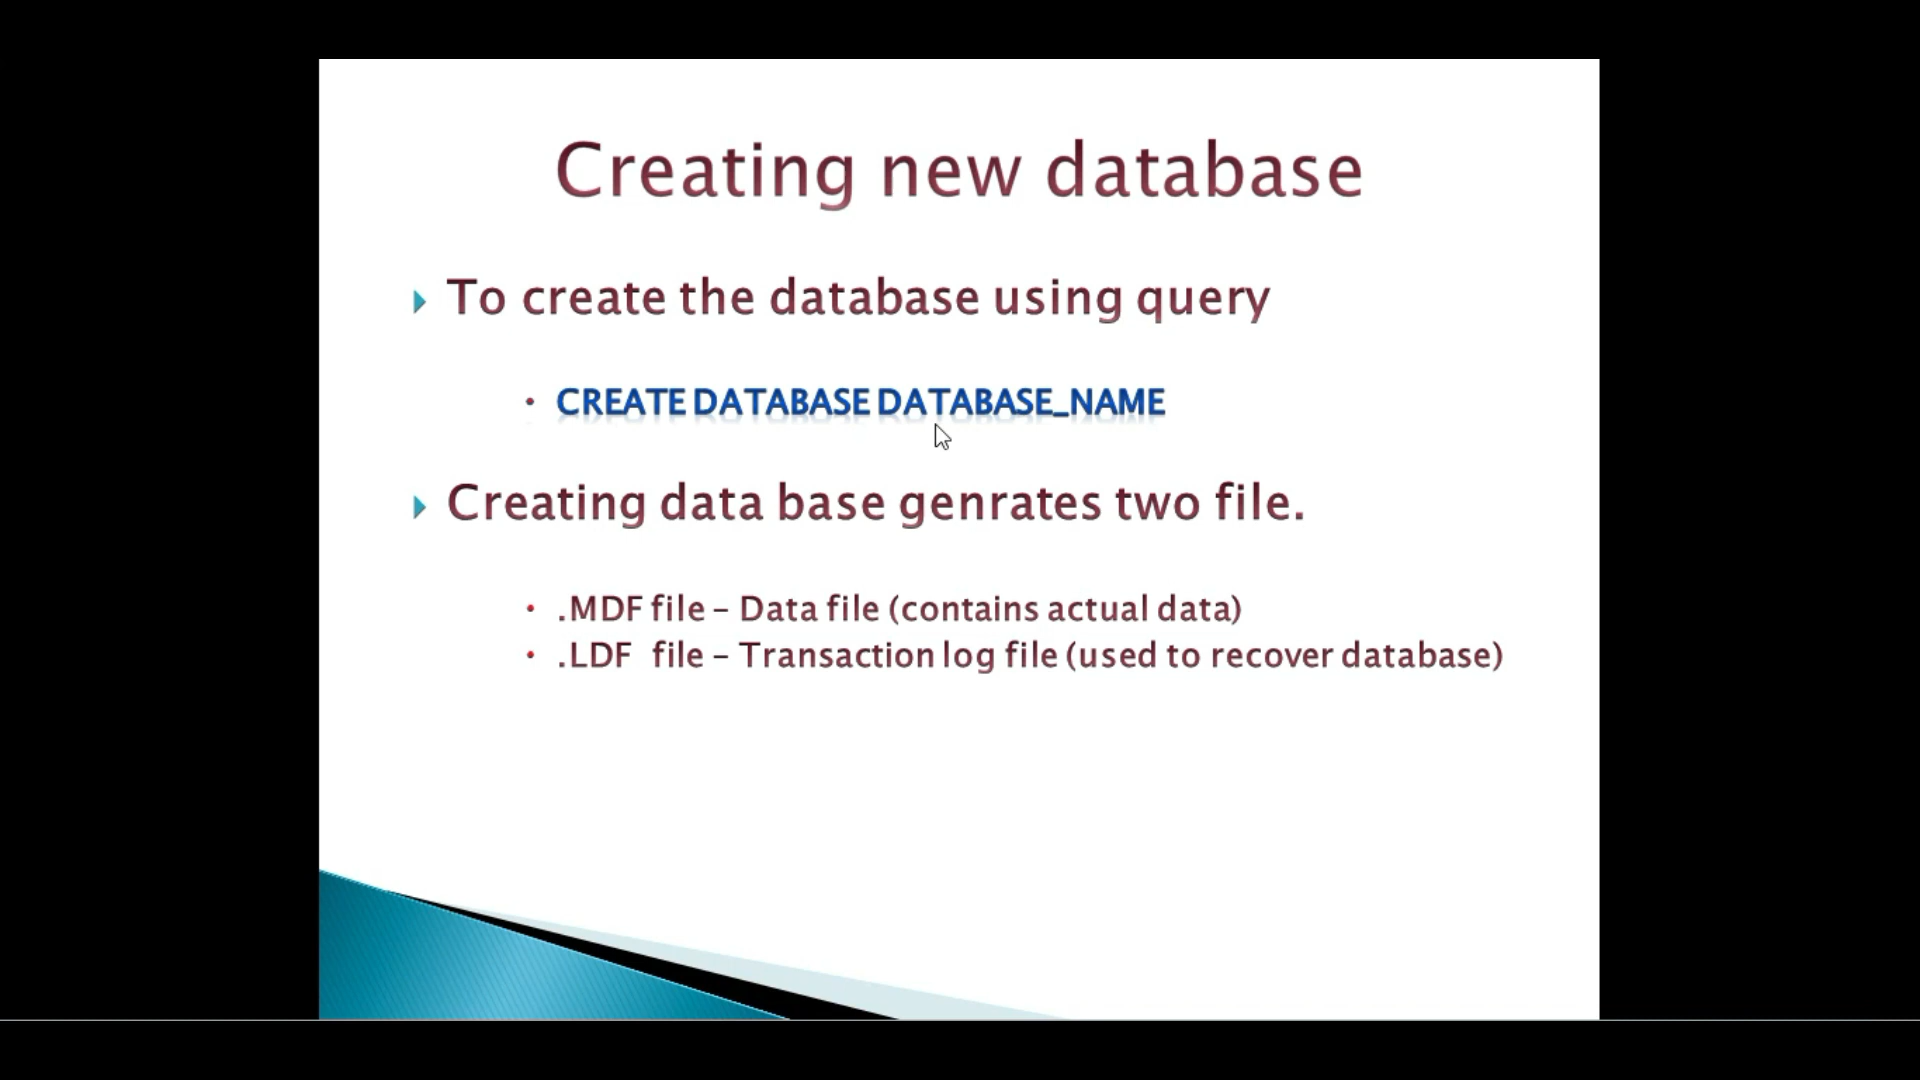 Creating new database
To create the database using query
CREATE DATABASE DATABASE_NAME
Creating data base genrates two file.
.MDF file – Data file (contains actual data)
.LDF file – Transaction log file (used to recover database)